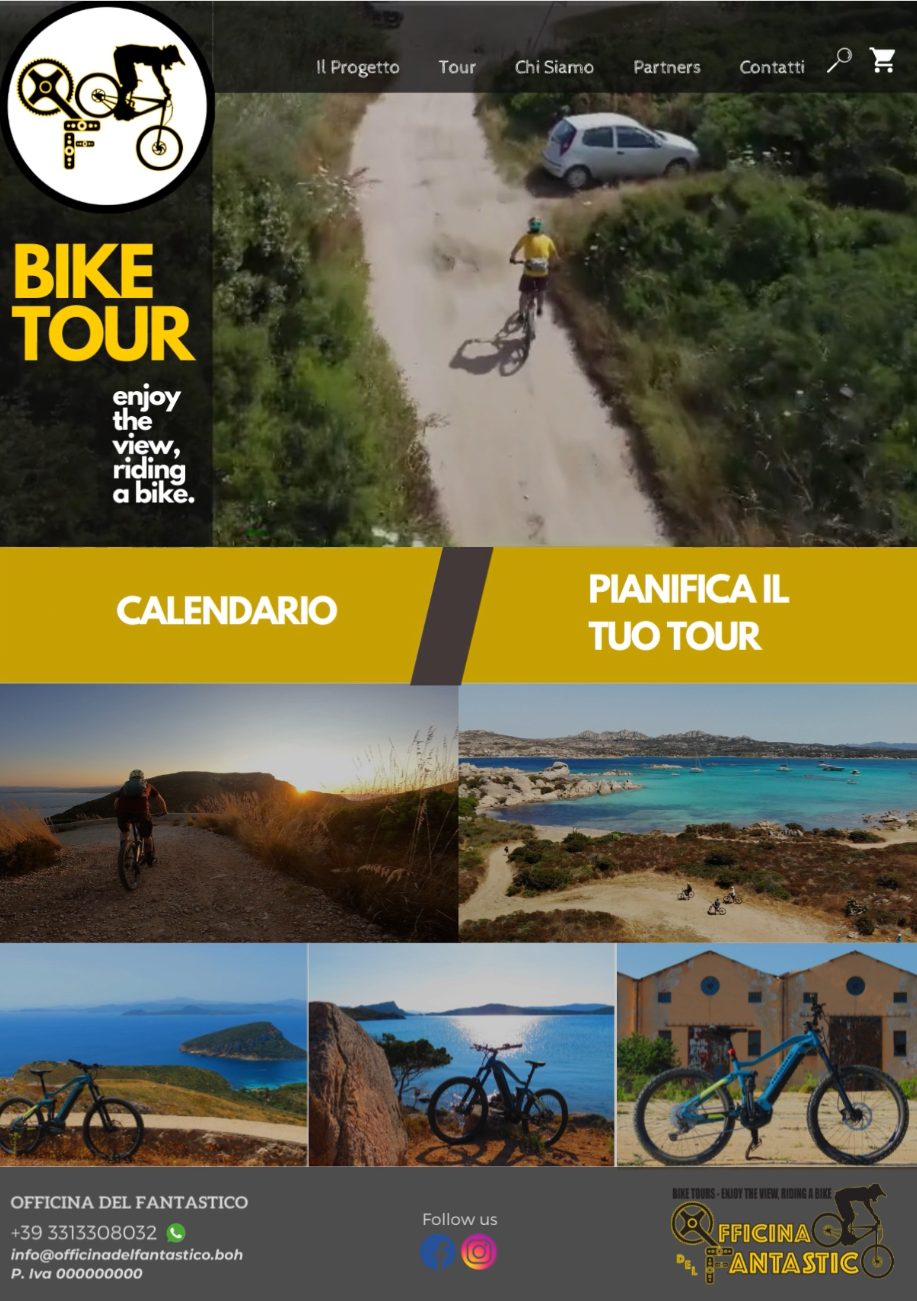 Il Progetto Tour Chi Siamo Partners Contatti
BIKE
TOUR
enjoy
the
view,
riding
a bike.
CALENDARIO
PIANIFICA IL
TUO TOUR
OFFICINA DEL FANTASTICO
+39 3313308032
info@officinadelfantastico.boh
P. Iva 000000000
Follow us
BIKE TOURS - ENJOY THE VIEW, RIDING A BIKE
OFFICINA
DEL FANTASTICO